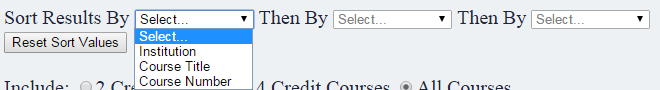 Sort Results By Select... Then By Select... Then By Select...
Reset Sort Values
Select...
Institution
Course Title
Course Number
Include: 2 4 Credit Courses All Courses